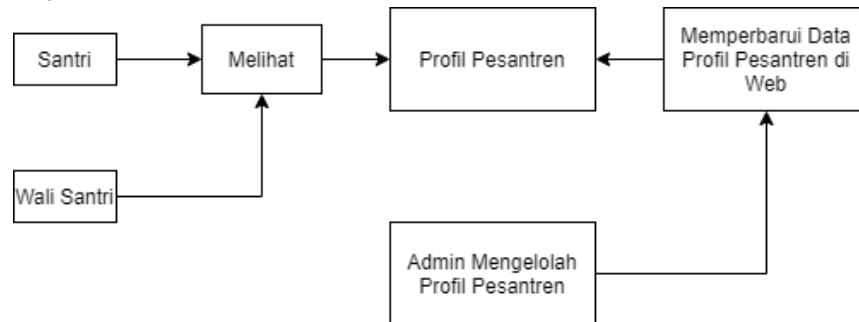 Santri
Melihat
Profil Pesantren
Memperbarui Data
Profil Pesantren di
Web
Wali Santri
Admin Mengelolah
Profil Pesantren